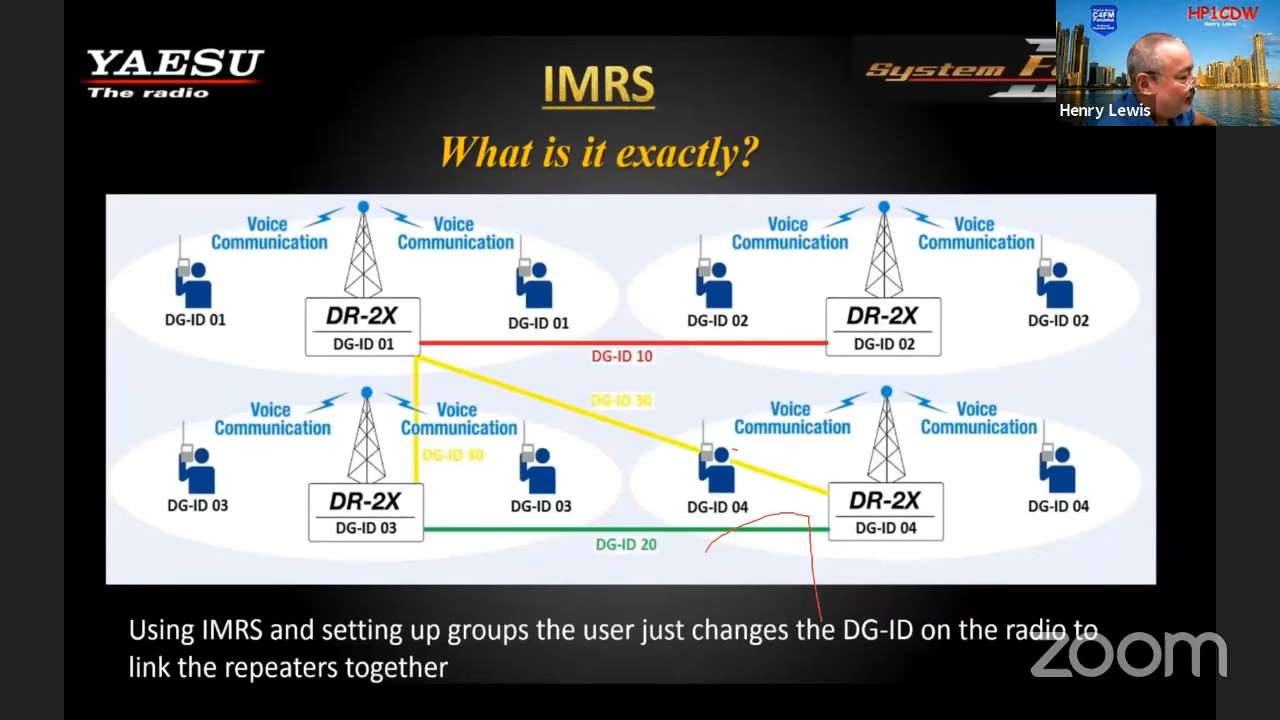 YAESU
The radio
IMRS
System
C4FM
Panama
HP1CDW
Henry Lewis
Henry Lewis
What is it exactly?
Voice
Communication
Voice
Communication
Voice
Communication
Voice
Communication
DG-ID 01
DR-2X
DG-ID 01
DG-ID 01
DG-ID 02
DR-2X
DG-ID 02
DG-ID 02
DG-ID 10
DG-ID 30
Voice
Communication
Voice
Communication
Voice
Communication
Voice
Communication
DG-ID 30
DG-ID 03
DR-2X
DG-ID 03
DG-ID 03
DG-ID 04
DR-2X
DG-ID 04
DG-ID 04
DG-ID 20
Using IMRS and setting up groups the user just changes the DG-ID on the radio to
link the repeaters together
zoom